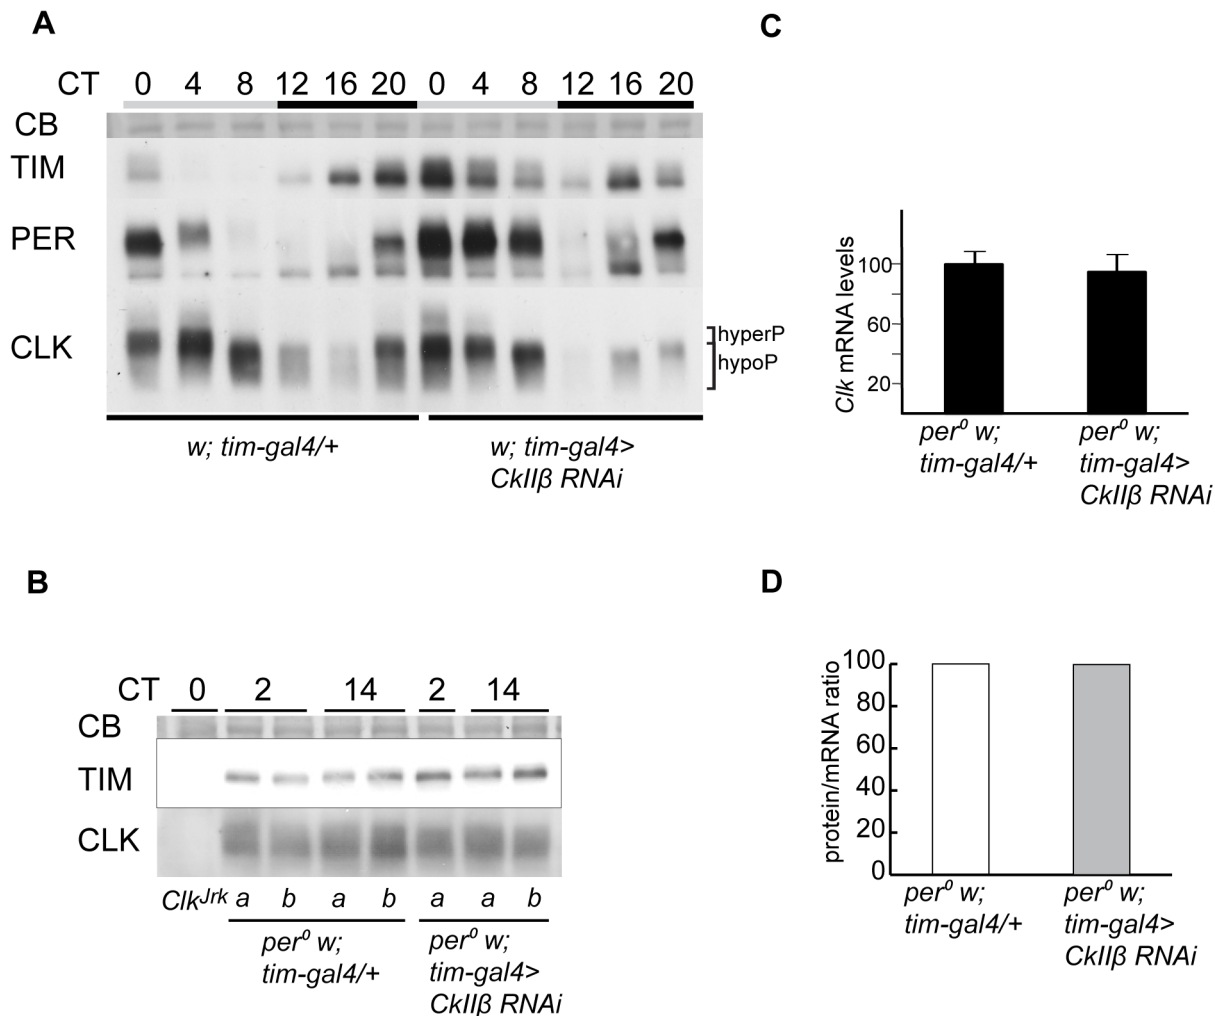 A
CT 0 4 8 12 16 20 0 4 8 12 16 20
CB
TIM
PER
CLK
hyperP
hypoP
w; tim-gal4/+
w; tim-gal4>
CkIIβ RNAi
C
Clk mRNA levels
100
60
20
per⁰ w;
tim-gal4/+
per⁰ w;
tim-gal4>
CkIIβ RNAi
B
CT 0 2 14 2 14
CB
TIM
CLK
Clkᴶʳᵏ a b a b a a b
per⁰ w;
tim-gal4/+
per⁰ w;
tim-gal4>
CkIIβ RNAi
D
protein/mRNA ratio
100
80
60
40
20
0
per⁰ w;
tim-gal4/+
per⁰ w;
tim-gal4>
CkIIβ RNAi